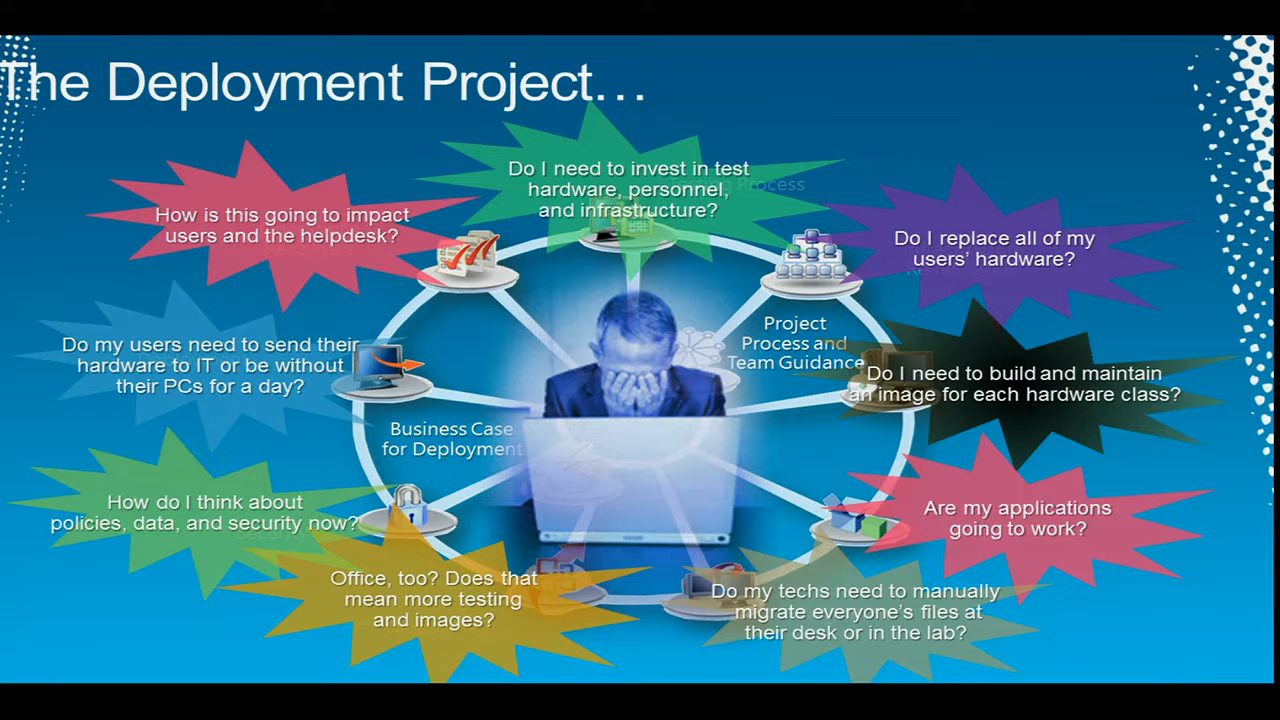 The Deployment Project...
Do I need to invest in test
hardware, personnel,
and infrastructure?
Process
How is this going to impact
users and the helpdesk?
Do I replace all of my
users' hardware?
Project
Process and
Team Guidance
Do my users need to send their
hardware to IT or be without
their PCs for a day?
Do I need to build and maintain
an image for each hardware class?
Business Case
for Deployment
How do I think about
policies, data, and security now?
Are my applications
going to work?
Office, too? Does that
mean more testing
and images?
Do my techs need to manually
migrate everyone's files at
their desk or in the lab?